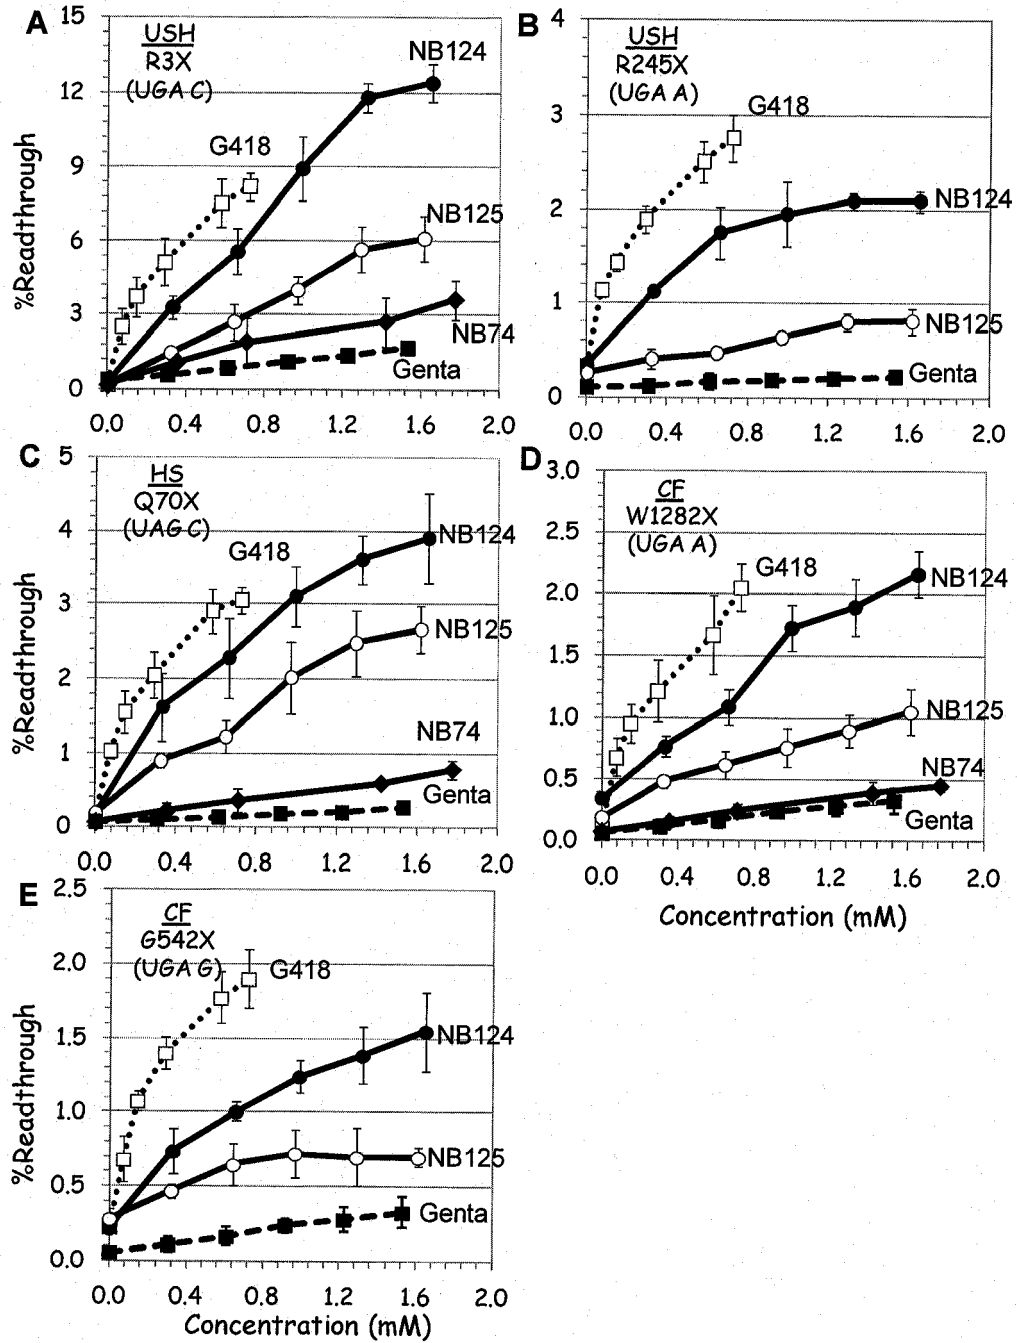 A
USH
R3X
(UGA C)
15
12
9
6
3
0
%Readthrough
NB124
G418
NB125
NB74
Genta
0.0 0.4 0.8 1.2 1.6 2.0
B
USH
R245X
(UGA A)
4
3
2
1
0
G418
NB124
NB125
Genta
0.0 0.4 0.8 1.2 1.6 2.0
C
HS
Q70X
(UAG C)
5
4
3
2
1
0
%Readthrough
G418
NB124
NB125
NB74
Genta
0.0 0.4 0.8 1.2 1.6 2.0
D
CF
W1282X
(UGA A)
3.0
2.5
2.0
1.5
1.0
0.5
0.0
G418
NB124
NB125
NB74
Genta
0.0 0.4 0.8 1.2 1.6 2.0
Concentration (mM)
E
CF
G542X
(UGA G)
2.5
2.0
1.5
1.0
0.5
0.0
%Readthrough
G418
NB124
NB125
Genta
0.0 0.4 0.8 1.2 1.6 2.0
Concentration (mM)